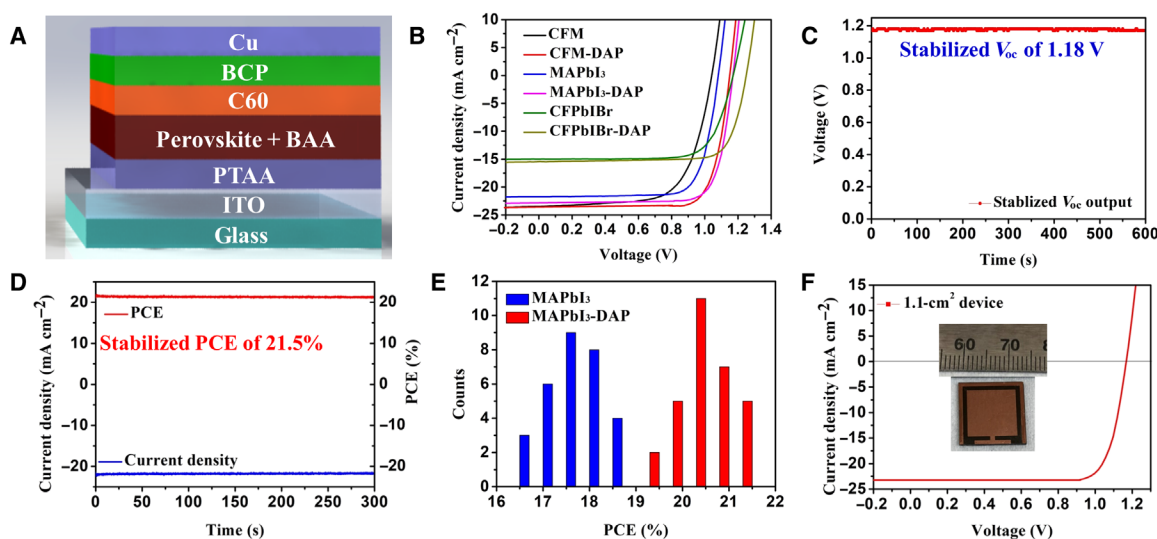 A
Cu
BCP
C60
Perovskite + BAA
PTAA
ITO
Glass
B
Current density (mA cm−2)
10
5
0
−5
−10
−15
−20
−25
CFM
CFM-DAP
MAPbI₃
MAPbI₃-DAP
CFPbIBr
CFPbIBr-DAP
−0.2 0.0 0.2 0.4 0.6 0.8 1.0 1.2 1.4
Voltage (V)
C
Voltage (V)
1.2
1.0
0.8
0.6
0.4
0.2
0.0
Stabilized Voc of 1.18 V
Stablized Voc output
0 100 200 300 400 500 600
Time (s)
D
Current density (mA cm−2)
20
10
0
−10
−20
PCE
Stabilized PCE of 21.5%
Current density
20
10
0
−10
−20
PCE (%)
0 50 100 150 200 250 300
Time (s)
E
Counts
12
10
8
6
4
2
0
MAPbI₃
MAPbI₃-DAP
16 17 18 19 20 21 22
PCE (%)
F
Current density (mA cm−2)
15
10
5
0
−5
−10
−15
−20
−25
1.1-cm2 device
60 70
−0.2 0.0 0.2 0.4 0.6 0.8 1.0 1.2
Voltage (V)